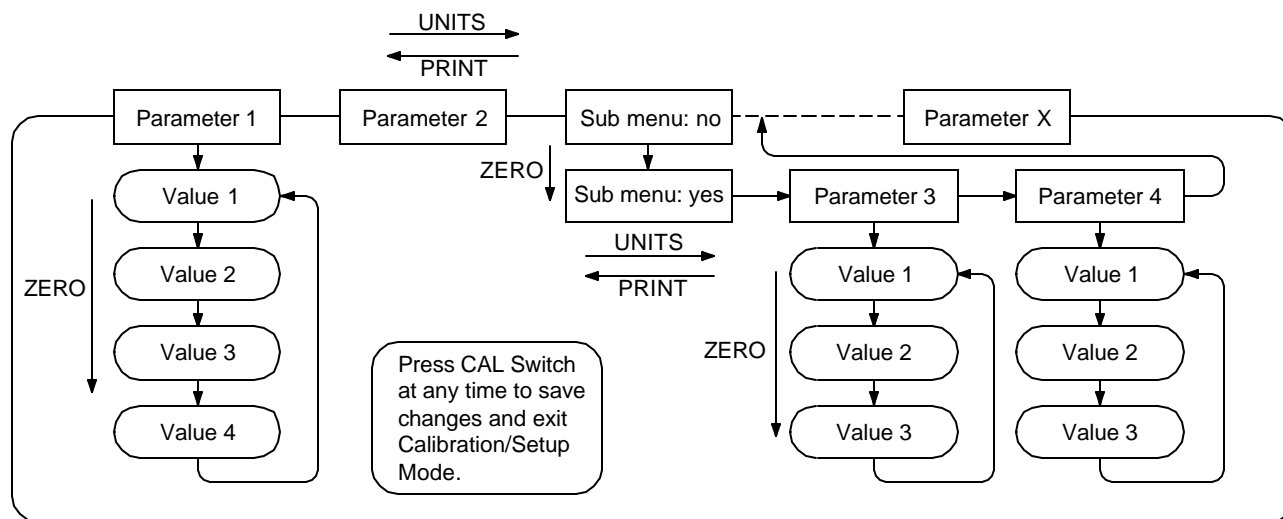 UNITS
PRINT
Parameter 1
Parameter 2
Sub menu: no
Parameter X
ZERO
Sub menu: yes
Parameter 3
Parameter 4
Value 1
Value 2
Value 3
Value 4
ZERO
UNITS
PRINT
Press CAL Switch
at any time to save
changes and exit
Calibration/Setup
Mode.
ZERO
Value 1
Value 2
Value 3
Value 1
Value 2
Value 3